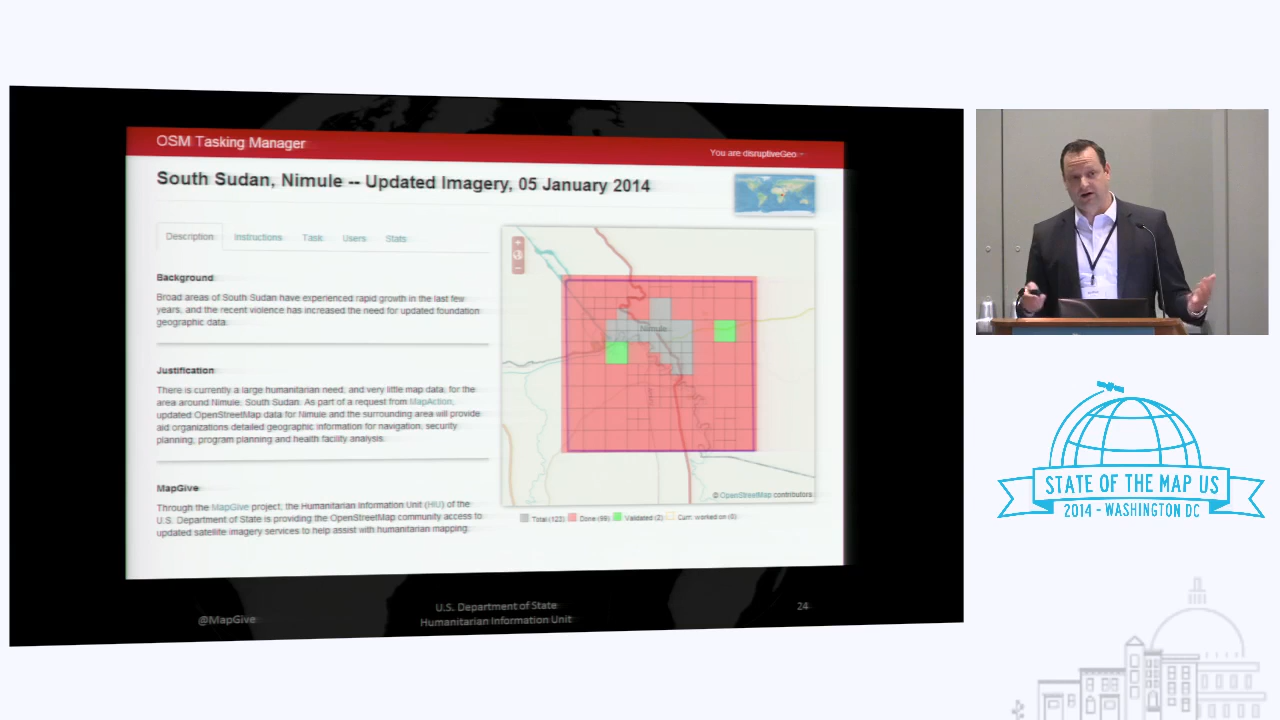 OSM Tasking Manager
You are disruptiveGeo
South Sudan, Nimule -- Updated Imagery, 05 January 2014
Description
Instructions
Task
Users
Stats
Background
Broad areas of South Sudan have experienced rapid growth in the last few
years, and the recent violence has increased the need for updated foundation
geographic data.
Justification
There is currently a large humanitarian need, and very little map data, for the
area around Nimule, South Sudan. As part of a request from MapAction,
updated OpenStreetMap data for Nimule and the surrounding area will provide
aid organizations detailed geographic information for navigation, security
planning, program planning and health facility analysis.
MapGive
Through the MapGive project, the Humanitarian Information Unit (HIU) of the
U.S. Department of State is providing the OpenStreetMap community access to
updated satellite imagery services to help assist with humanitarian mapping.
+
−
Nimule
© OpenStreetMap contributors
Total (122)
Done (98)
Validated (2)
Curr. worked on (0)
@MapGive
U.S. Department of State
Humanitarian Information Unit
24
STATE OF THE MAP US
2014 - WASHINGTON DC